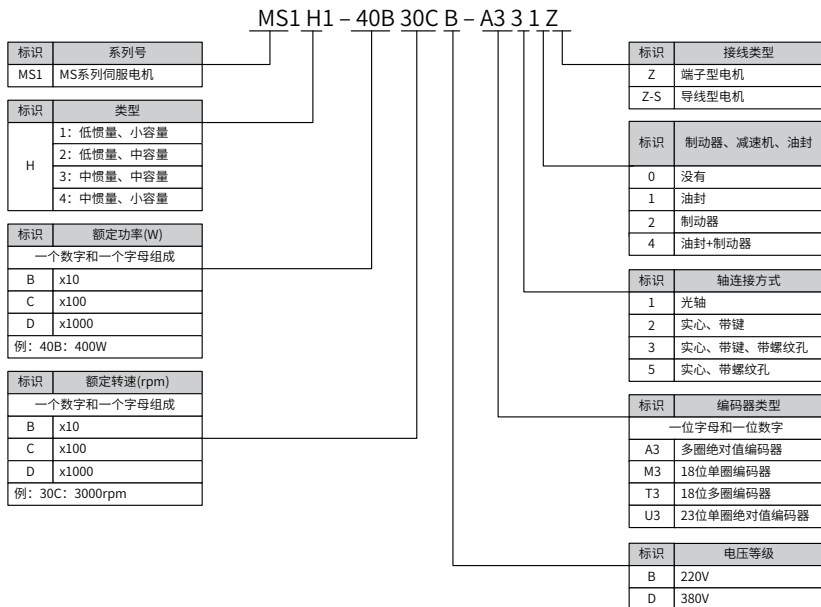 MS1 H1 – 40B 30C B – A3 3 1 Z
标识 系列号
MS1 MS系列伺服电机
标识 类型
H
1：低惯量、小容量
2：低惯量、中容量
3：中惯量、中容量
4：中惯量、小容量
标识 额定功率(W)
一个数字和一个字母组成
B x10
C x100
D x1000
例：40B：400W
标识 额定转速(rpm)
一个数字和一个字母组成
B x10
C x100
D x1000
例：30C：3000rpm
标识 接线类型
Z 端子型电机
Z-S 导线型电机
标识 制动器、减速机、油封
0 没有
1 油封
2 制动器
4 油封+制动器
标识 轴连接方式
1 光轴
2 实心、带键
3 实心、带键、带螺纹孔
5 实心、带螺纹孔
标识 编码器类型
一位字母和一位数字
A3 多圈绝对值编码器
M3 18位单圈编码器
T3 18位多圈编码器
U3 23位单圈绝对值编码器
标识 电压等级
B 220V
D 380V